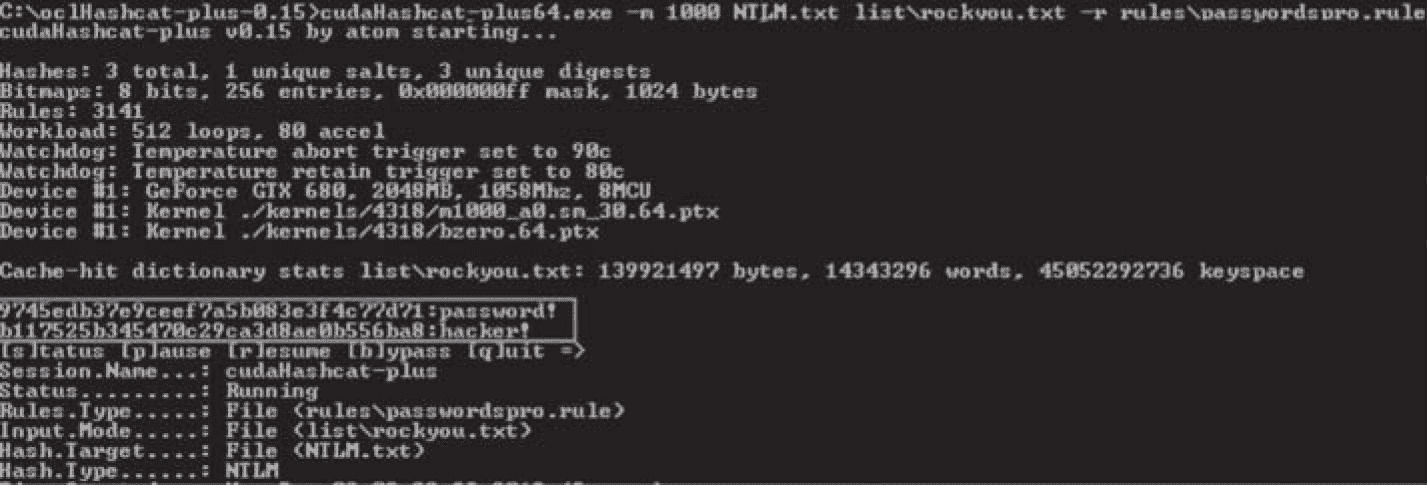 C:\oclHashcat-plus-0.15>cudaHashcat-plus64.exe -m 1000 NTLM.txt list\rockyou.txt -r rules\passwordspro.rule
cudaHashcat-plus v0.15 by atom starting...
Hashes: 3 total, 1 unique salts, 3 unique digests
Bitmaps: 8 bits, 256 entries, 0x000000ff mask, 1024 bytes
Rules: 3141
Workload: 512 loops, 80 accel
Watchdog: Temperature abort trigger set to 90c
Watchdog: Temperature retain trigger set to 80c
Device #1: GeForce GTX 680, 2048MB, 1058Mhz, 8MCU
Device #1: Kernel ./kernels/4318/m1000_a0.sm_30.64.ptx
Device #1: Kernel ./kernels/4318/bzero.64.ptx
Cache-hit dictionary stats list\rockyou.txt: 139921497 bytes, 14343296 words, 45052292736 keyspace
9745edb37e9ceef7a5b083e3f4c77d71:password!
b117525b345470c29ca3d8ae0b556ba8:hacker!
[s]tatus [p]ause [r]esume [b]ypass [q]uit =>
Session.Name...: cudaHashcat-plus
Status.........: Running
Rules.Type.....: File (rules\passwordspro.rule)
Input.Mode.....: File (list\rockyou.txt)
Hash.Target....: File (NTLM.txt)
Hash.Type......: NTLM